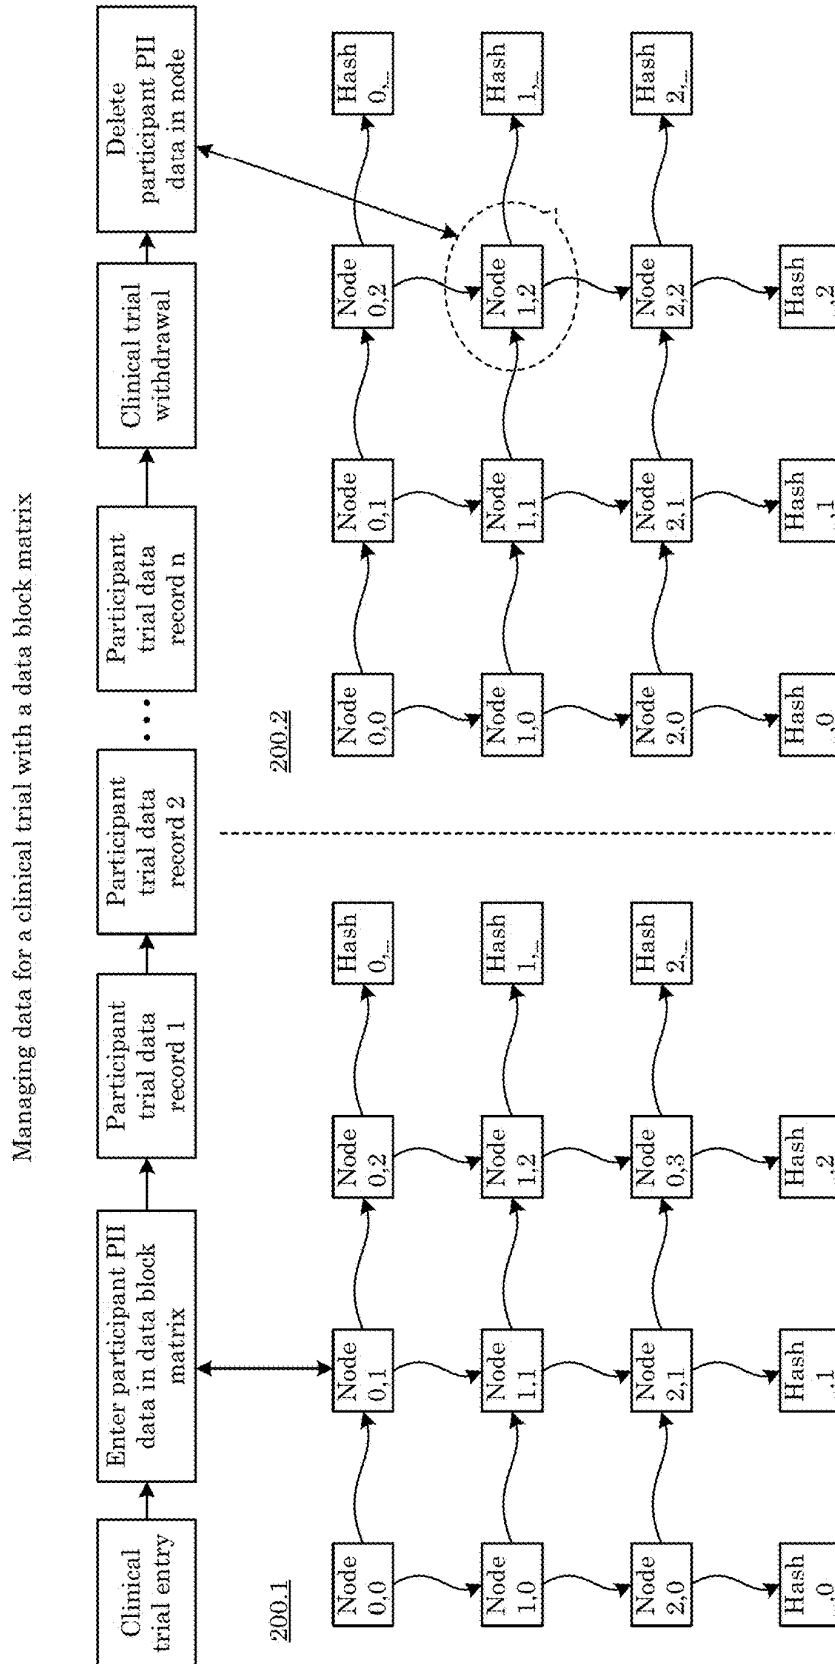 Managing data for a clinical trial with a data block matrix
Clinical
trial entry
Enter participant PII
data in data block
matrix
Participant
trial data
record 1
Participant
trial data
record 2
• • •
Participant
trial data
record n
Clinical trial
withdrawal
Delete
participant PII
data in node
200.1
Node
0,0
Node
0,1
Node
0,2
Hash
0,_
Node
1,0
Node
1,1
Node
1,2
Hash
1,_
Node
2,0
Node
2,1
Node
0,3
Hash
2,_
Hash
_,0
Hash
_,1
Hash
_,2
200.2
Node
0,0
Node
0,1
Node
0,2
Hash
0,_
Node
1,0
Node
1,1
Node
1,2
Hash
1,_
Node
2,0
Node
2,1
Node
2,2
Hash
2,_
Hash
_,0
Hash
_,1
Hash
_,2